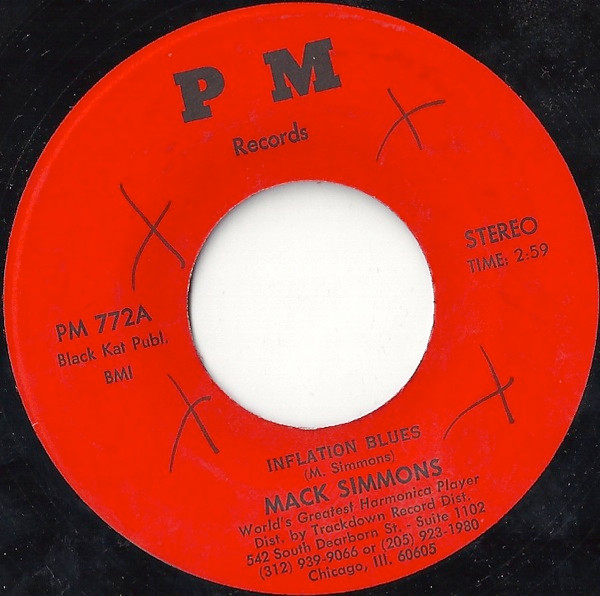 P M
Records
STEREO
TIME: 2:59
PM 772A
Black Kat Publ.
BMI
INFLATION BLUES
(M. Simmons)
MACK SIMMONS
World's Greatest Harmonica Player
Dist. by Trackdown Record Dist.
542 South Dearborn St. - Suite 1102
(312) 939-9066 or (205) 923-1980
Chicago, Ill. 60605